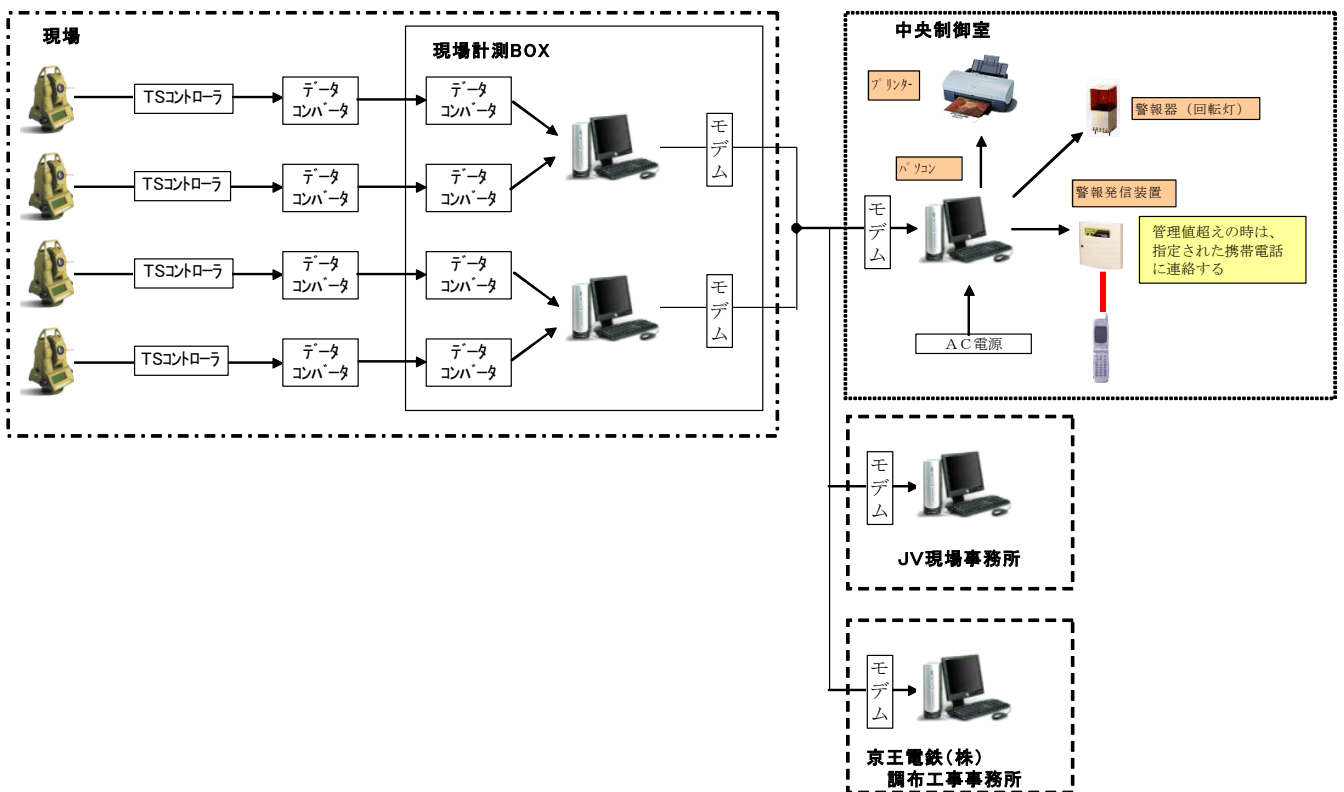 現場
現場計測BOX
TSコントローラ
データ
コンバータ
データ
コンバータ
TSコントローラ
データ
コンバータ
データ
コンバータ
モデム
TSコントローラ
データ
コンバータ
データ
コンバータ
TSコントローラ
データ
コンバータ
データ
コンバータ
モデム
中央制御室
プリンター
警報器（回転灯）
パソコン
警報発信装置
モデム
管理値超えの時は、
指定された携帯電話
に連絡する
ＡＣ電源
モデム
ＪＶ現場事務所
モデム
京王電鉄（株）
調布工事事務所